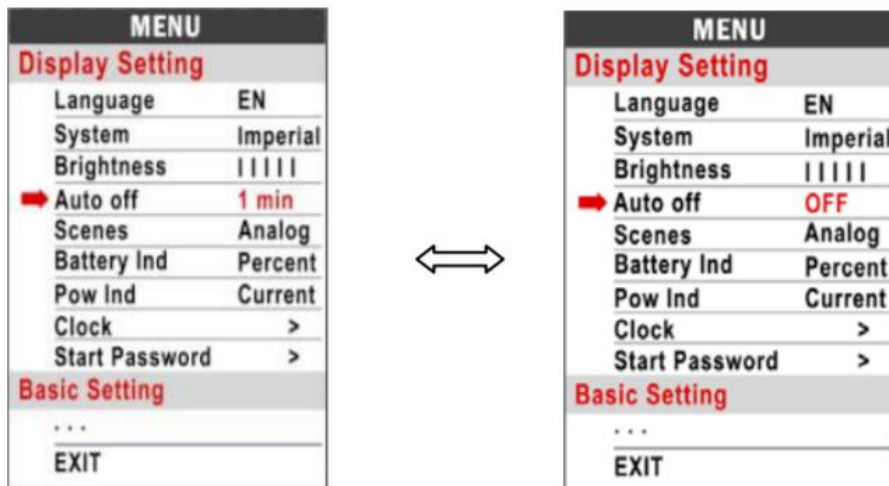 MENU
Display Setting
Language EN
System Imperial
Brightness | | | | |
Auto off 1 min
Scenes Analog
Battery Ind Percent
Pow Ind Current
Clock >
Start Password >
Basic Setting
. . .
EXIT
MENU
Display Setting
Language EN
System Imperial
Brightness | | | | |
Auto off OFF
Scenes Analog
Battery Ind Percent
Pow Ind Current
Clock >
Start Password >
Basic Setting
. . .
EXIT